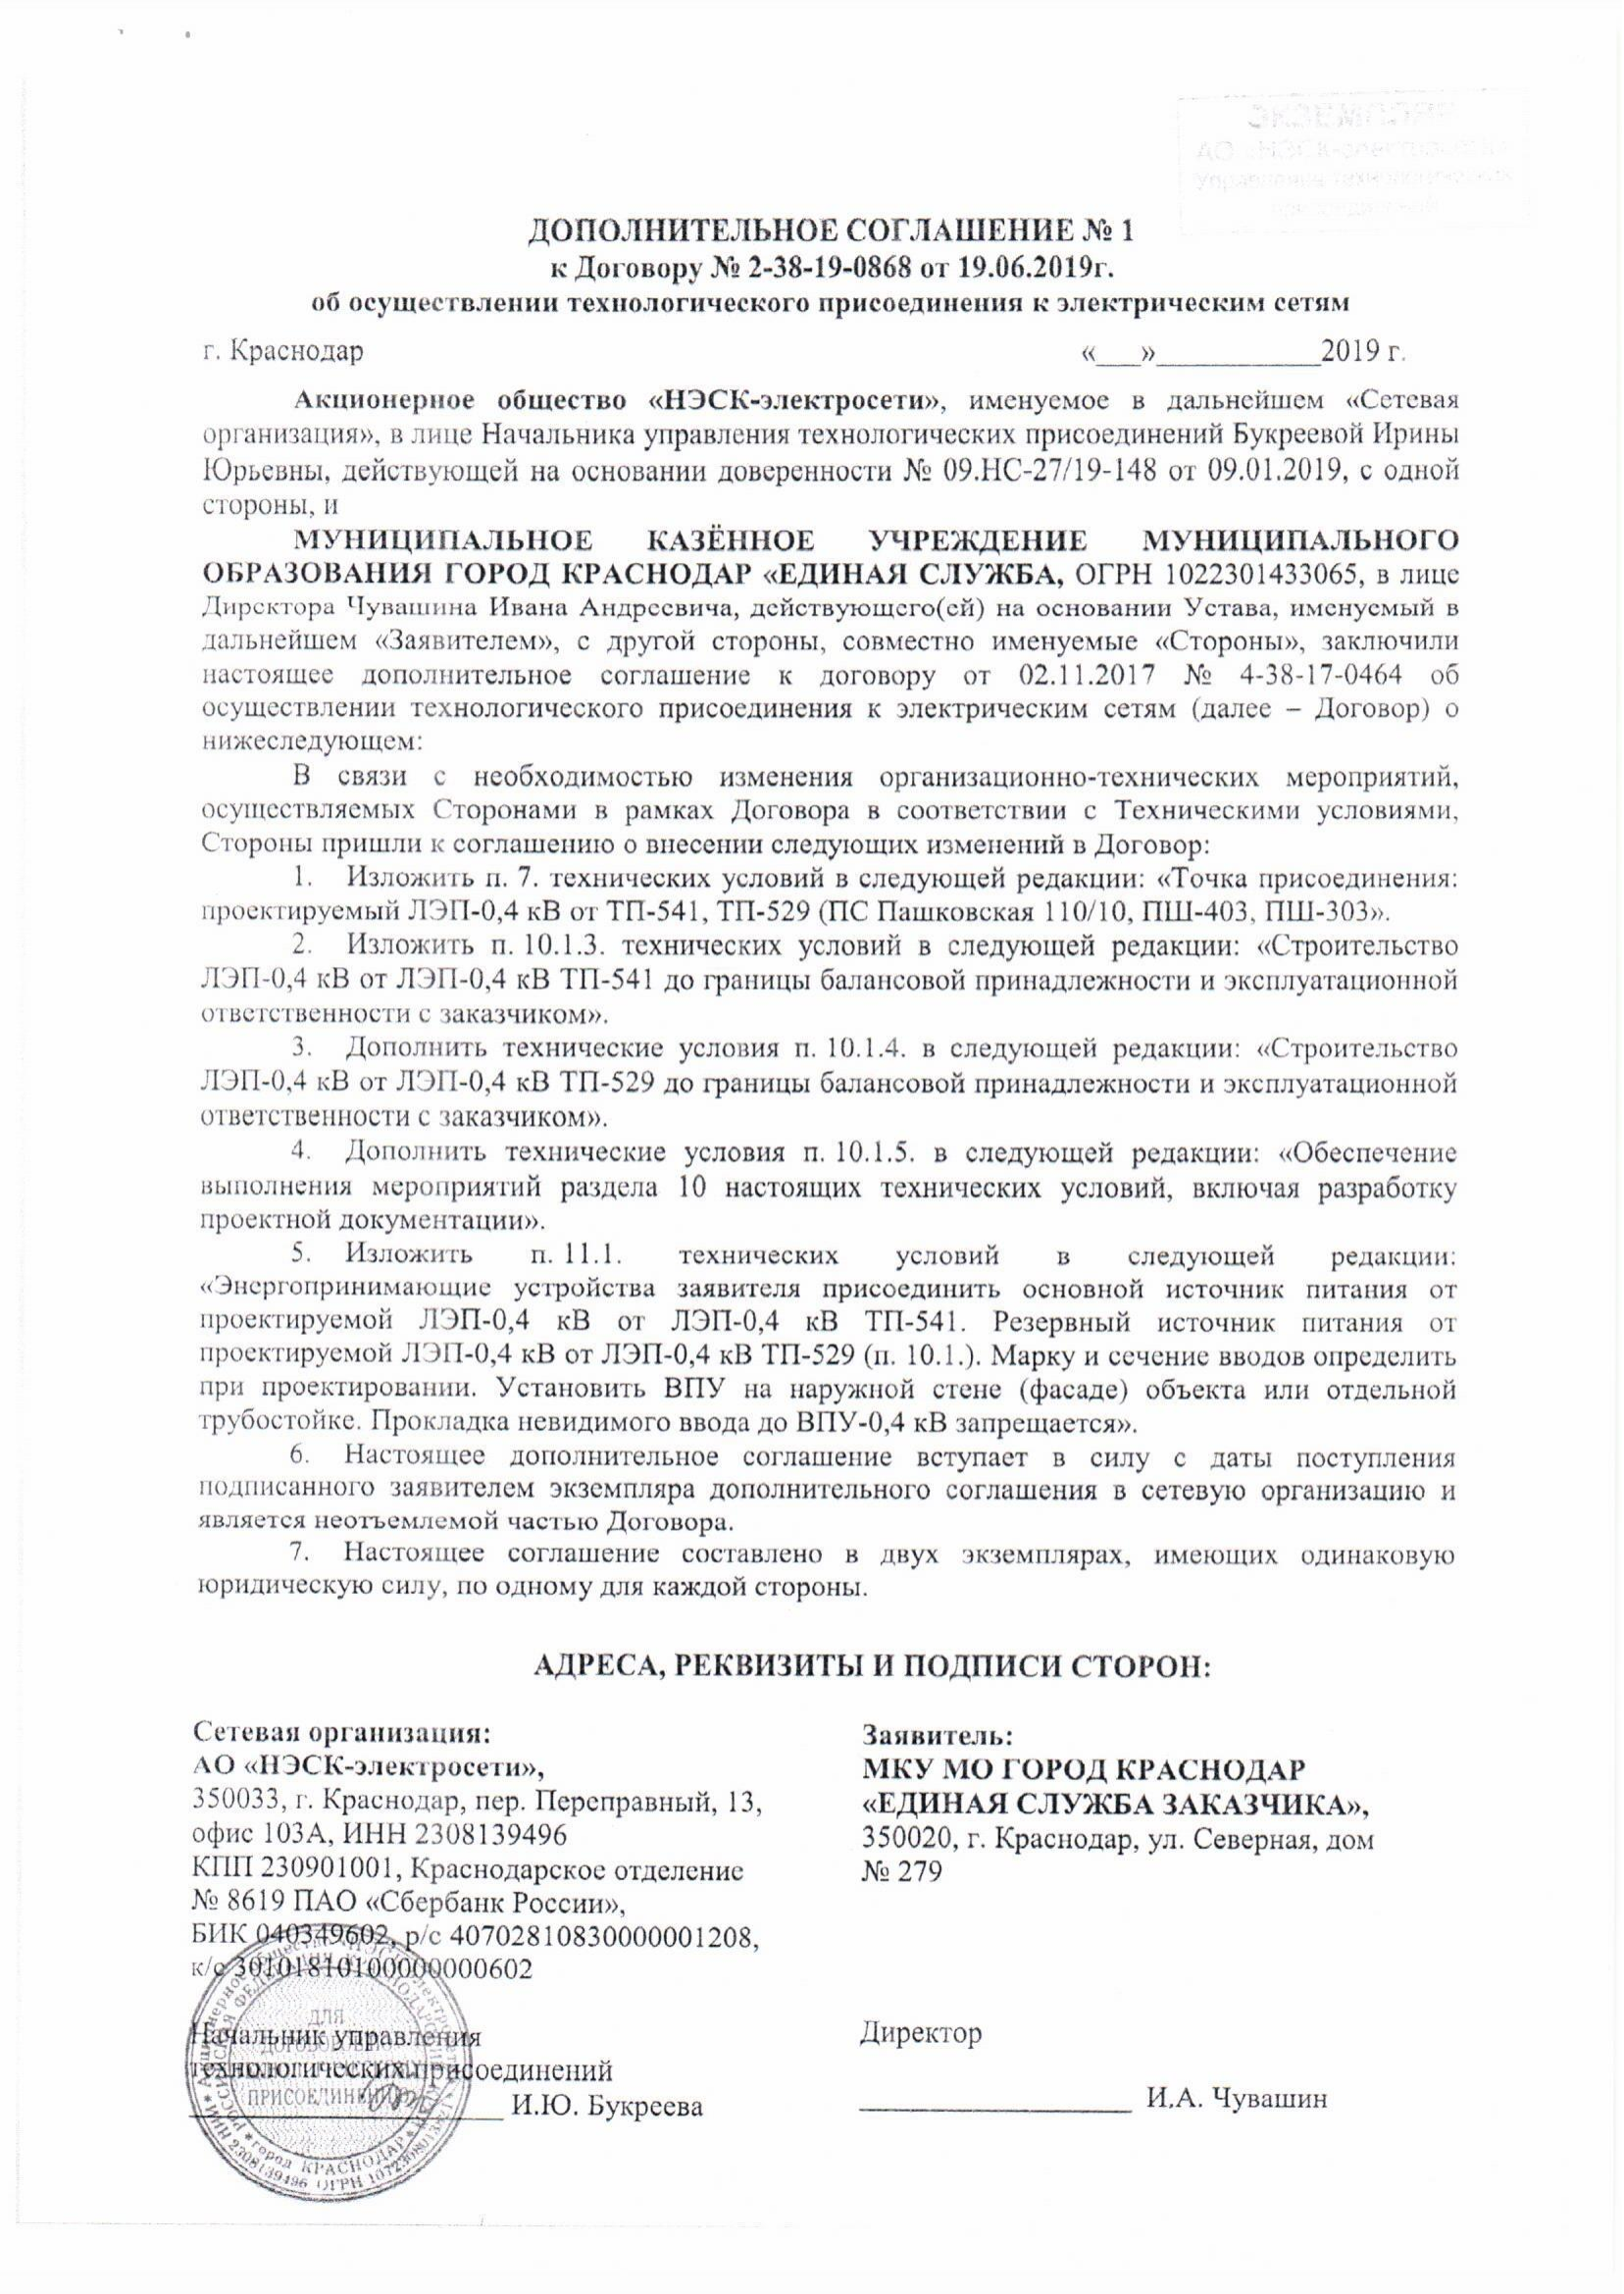 ЭКЗЕМПЛЯР
АО «НЭСК-электросети»
Управление технологических
присоединений
ДОПОЛНИТЕЛЬНОЕ СОГЛАШЕНИЕ № 1
к Договору № 2-38-19-0868 от 19.06.2019г.
об осуществлении технологического присоединения к электрическим сетям
г. Краснодар «___»___________2019 г.
Акционерное общество «НЭСК-электросети», именуемое в дальнейшем «Сетевая
организация», в лице Начальника управления технологических присоединений Букреевой Ирины
Юрьевны, действующей на основании доверенности № 09.НС-27/19-148 от 09.01.2019, с одной
стороны, и
МУНИЦИПАЛЬНОЕ КАЗЁННОЕ УЧРЕЖДЕНИЕ МУНИЦИПАЛЬНОГО
ОБРАЗОВАНИЯ ГОРОД КРАСНОДАР «ЕДИНАЯ СЛУЖБА, ОГРН 1022301433065, в лице
Директора Чувашина Ивана Андреевича, действующего(ей) на основании Устава, именуемый в
дальнейшем «Заявителем», с другой стороны, совместно именуемые «Стороны», заключили
настоящее дополнительное соглашение к договору от 02.11.2017 № 4-38-17-0464 об
осуществлении технологического присоединения к электрическим сетям (далее – Договор) о
нижеследующем:
В связи с необходимостью изменения организационно-технических мероприятий,
осуществляемых Сторонами в рамках Договора в соответствии с Техническими условиями,
Стороны пришли к соглашению о внесении следующих изменений в Договор:
1. Изложить п. 7. технических условий в следующей редакции: «Точка присоединения:
проектируемый ЛЭП-0,4 кВ от ТП-541, ТП-529 (ПС Пашковская 110/10, ПШ-403, ПШ-303».
2. Изложить п. 10.1.3. технических условий в следующей редакции: «Строительство
ЛЭП-0,4 кВ от ЛЭП-0,4 кВ ТП-541 до границы балансовой принадлежности и эксплуатационной
ответственности с заказчиком».
3. Дополнить технические условия п. 10.1.4. в следующей редакции: «Строительство
ЛЭП-0,4 кВ от ЛЭП-0,4 кВ ТП-529 до границы балансовой принадлежности и эксплуатационной
ответственности с заказчиком».
4. Дополнить технические условия п. 10.1.5. в следующей редакции: «Обеспечение
выполнения мероприятий раздела 10 настоящих технических условий, включая разработку
проектной документации».
5. Изложить п. 11.1. технических условий в следующей редакции:
«Энергопринимающие устройства заявителя присоединить основной источник питания от
проектируемой ЛЭП-0,4 кВ от ЛЭП-0,4 кВ ТП-541. Резервный источник питания от
проектируемой ЛЭП-0,4 кВ от ЛЭП-0,4 кВ ТП-529 (п. 10.1.). Марку и сечение вводов определить
при проектировании. Установить ВПУ на наружной стене (фасаде) объекта или отдельной
трубостойке. Прокладка невидимого ввода до ВПУ-0,4 кВ запрещается».
6. Настоящее дополнительное соглашение вступает в силу с даты поступления
подписанного заявителем экземпляра дополнительного соглашения в сетевую организацию и
является неотъемлемой частью Договора.
7. Настоящее соглашение составлено в двух экземплярах, имеющих одинаковую
юридическую силу, по одному для каждой стороны.
АДРЕСА, РЕКВИЗИТЫ И ПОДПИСИ СТОРОН:
Сетевая организация:
АО «НЭСК-электросети»,
350033, г. Краснодар, пер. Переправный, 13,
офис 103А, ИНН 2308139496
КПП 230901001, Краснодарское отделение
№ 8619 ПАО «Сбербанк России»,
БИК 040349602, р/с 40702810830000001208,
к/с 30101810100000000602
Начальник управления
технологических присоединений
____________________ И.Ю. Букреева
Заявитель:
МКУ МО ГОРОД КРАСНОДАР
«ЕДИНАЯ СЛУЖБА ЗАКАЗЧИКА»,
350020, г. Краснодар, ул. Северная, дом
№ 279
Директор
__________________ И.А. Чувашин
ДЛЯ
ПРИСОЕДИНЕНИЮ
город КРАСНОДАР
ИНН 2308139496 ОГРН